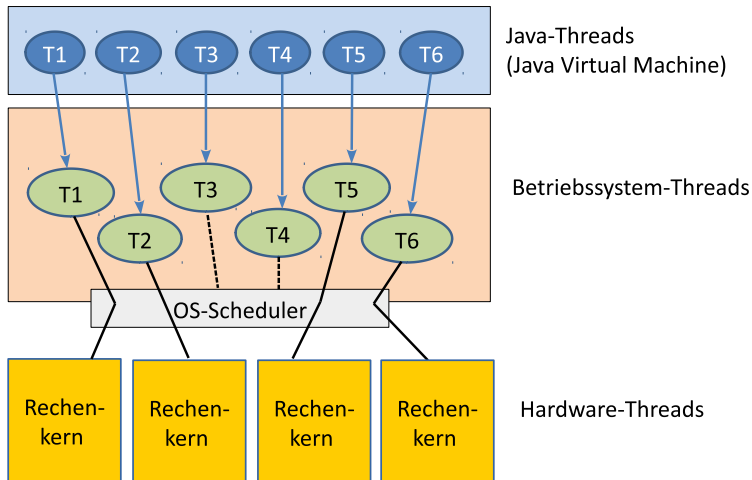 T1 T2 T3 T4 T5 T6
Java-Threads
(Java Virtual Machine)
T1 T2 T3 T4 T5 T6
Betriebssystem-Threads
OS-Scheduler
Rechen-
kern
Rechen-
kern
Rechen-
kern
Rechen-
kern
Hardware-Threads